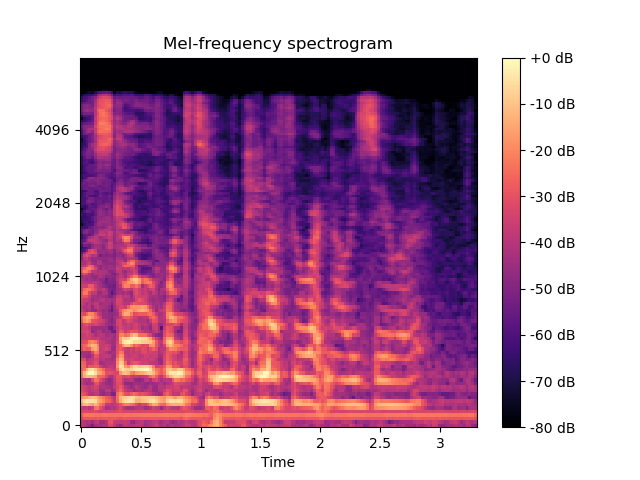 Mel-frequency spectrogram
Hz
4096
2048
1024
512
0
0
0.5
1
1.5
2
2.5
3
Time
+0 dB
-10 dB
-20 dB
-30 dB
-40 dB
-50 dB
-60 dB
-70 dB
-80 dB